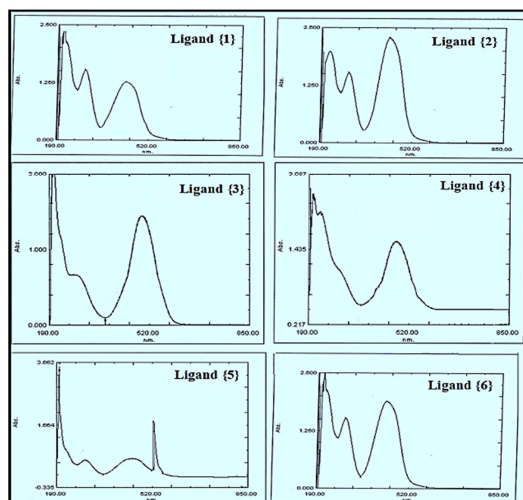 2.500
Ligand {1}
Abs.
1.250
0.000
190.00
520.00
850.00
nm.
2.500
Ligand {2}
Abs.
1.250
0.000
190.00
520.00
850.00
nm.
2.000
Ligand {3}
Abs.
1.000
0.000
190.00
520.00
850.00
nm.
Ligand {4}
Abs.
1.435
0.217
190.00
520.00
850.00
nm.
3.662
Ligand {5}
Abs.
1.664
-0.335
190.00
520.00
850.00
2.500
Ligand {6}
Abs.
1.250
0.000
190.00
520.00
850.00